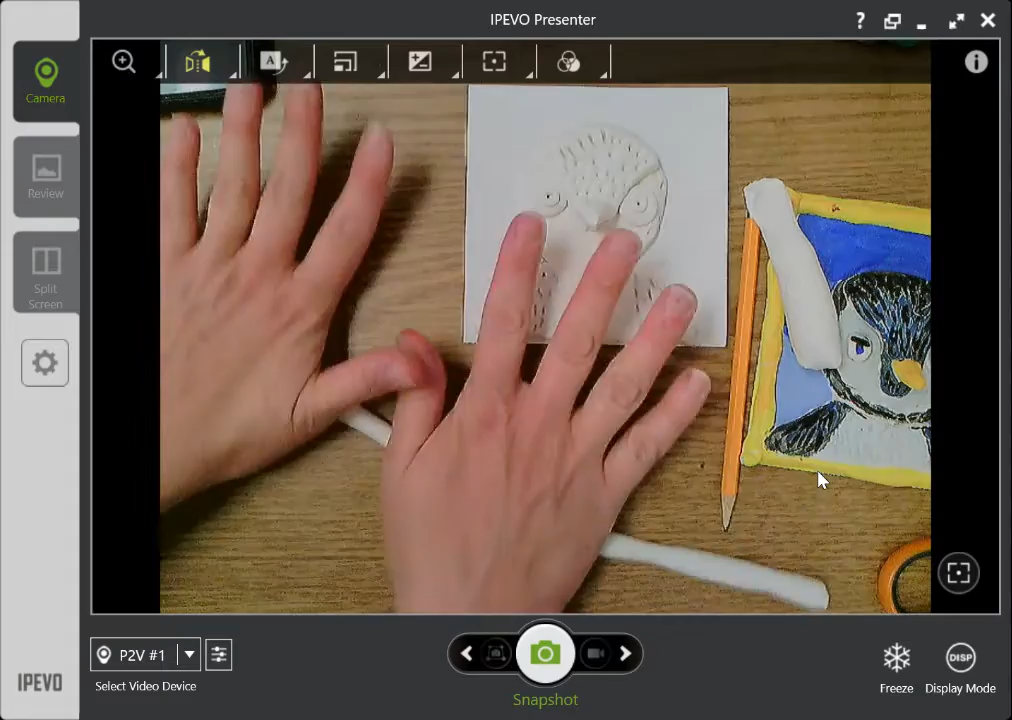 IPEVO Presenter
?
Camera
A
Review
Split
Screen
P2V #1
DISP
IPEVO
Select Video Device
Freeze
Display Mode
Snapshot